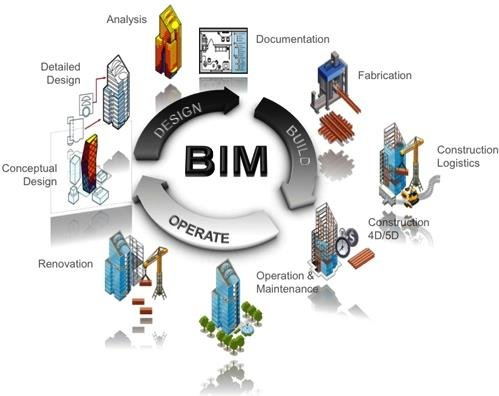 Analysis
Documentation
Detailed
Design
Fabrication
DESIGN
BUILD
BIM
Conceptual
Design
Construction
Logistics
OPERATE
Construction
4D/5D
Renovation
Operation &
Maintenance